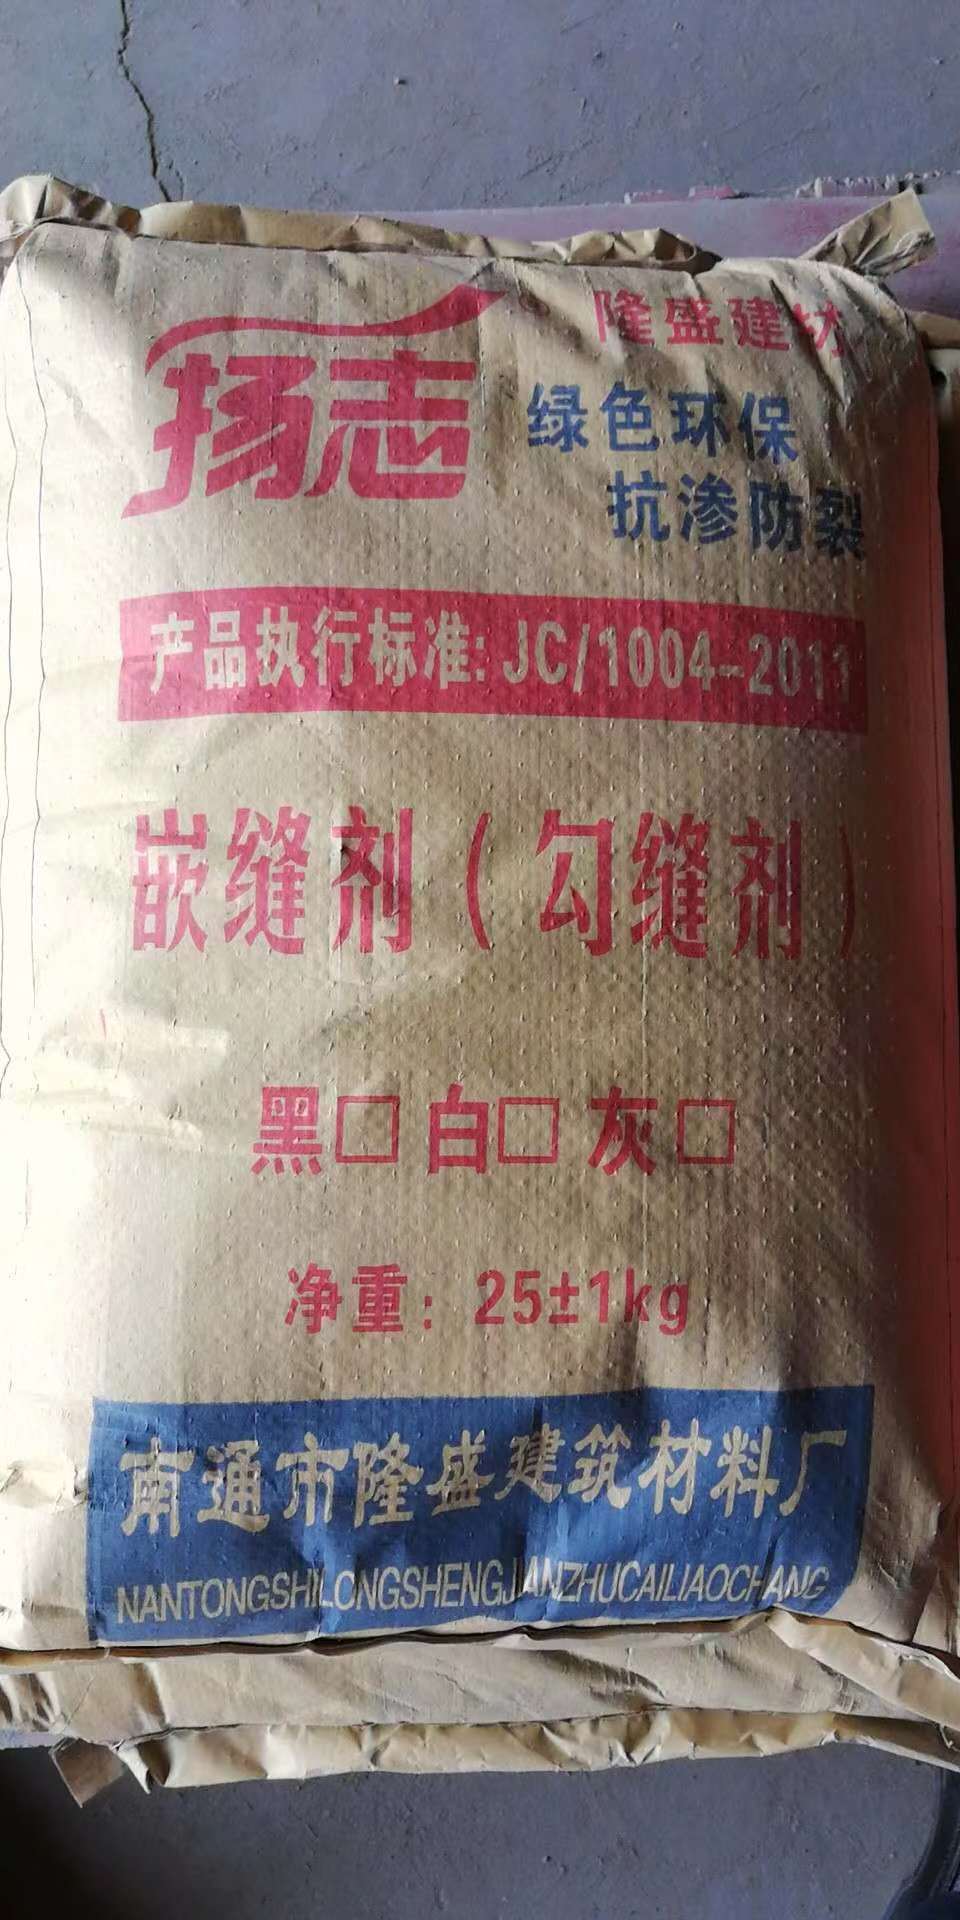 扬志
隆盛建材
绿色环保
抗渗防裂
产品执行标准: JC/1004-2011
嵌缝剂(勾缝剂)
黑□ 白□ 灰□
净重: 25±1kg
南通市隆盛建筑材料厂
NANTONGSHILONGSHENGJIANZHUCAILIAOCHANG